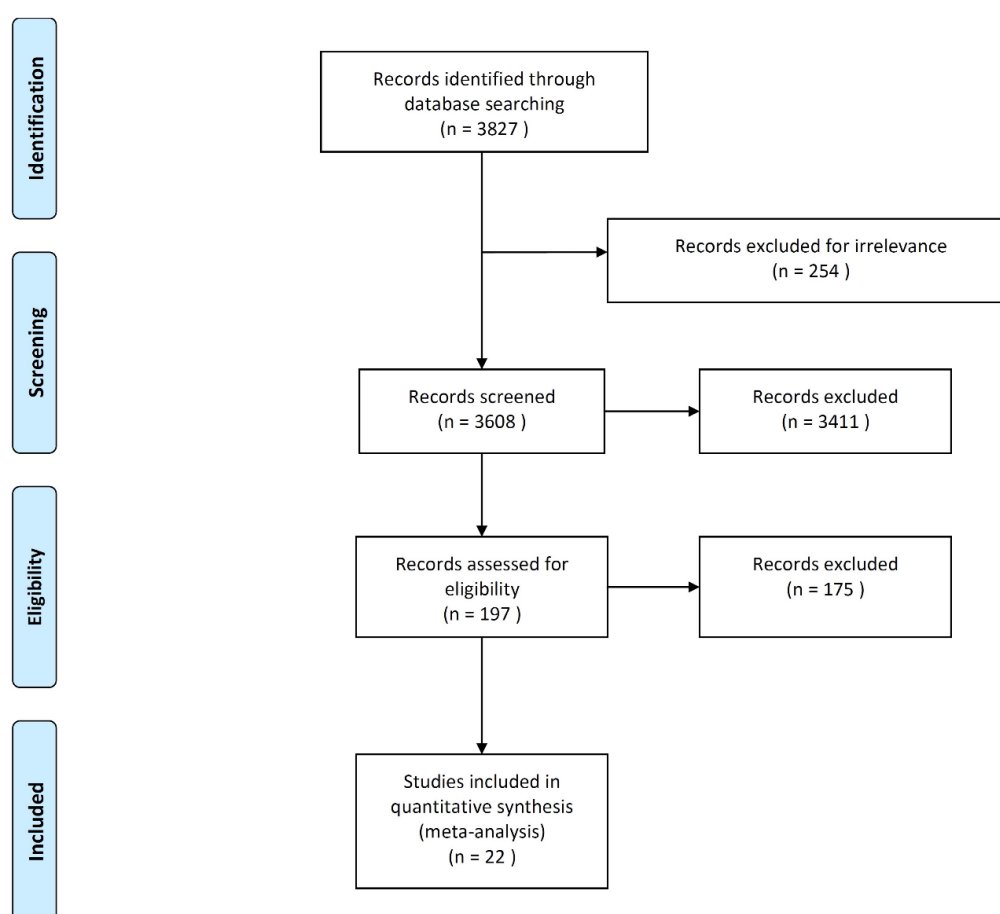 Identification
Records identified through
database searching
(n = 3827 )
Records excluded for irrelevance
(n = 254 )
Screening
Records screened
(n = 3608 )
Records excluded
(n = 3411 )
Eligibility
Records assessed for
eligibility
(n = 197 )
Records excluded
(n = 175 )
Included
Studies included in
quantitative synthesis
(meta-analysis)
(n = 22 )